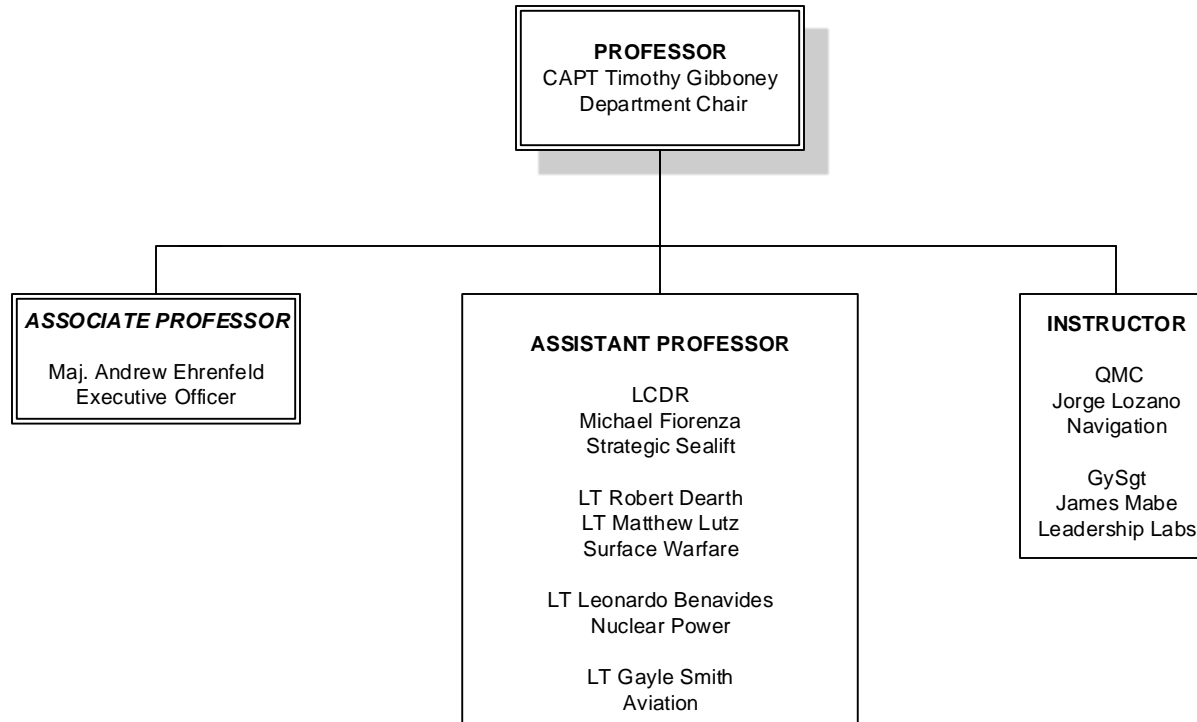 PROFESSOR
CAPT Timothy Gibboney
Department Chair
ASSOCIATE PROFESSOR
Maj. Andrew Ehrenfeld
Executive Officer
ASSISTANT PROFESSOR
LCDR
Michael Fiorenza
Strategic Sealift
LT Robert Dearth
LT Matthew Lutz
Surface Warfare
LT Leonardo Benavides
Nuclear Power
LT Gayle Smith
Aviation
INSTRUCTOR
QMC
Jorge Lozano
Navigation
GySgt
James Mabe
Leadership Labs